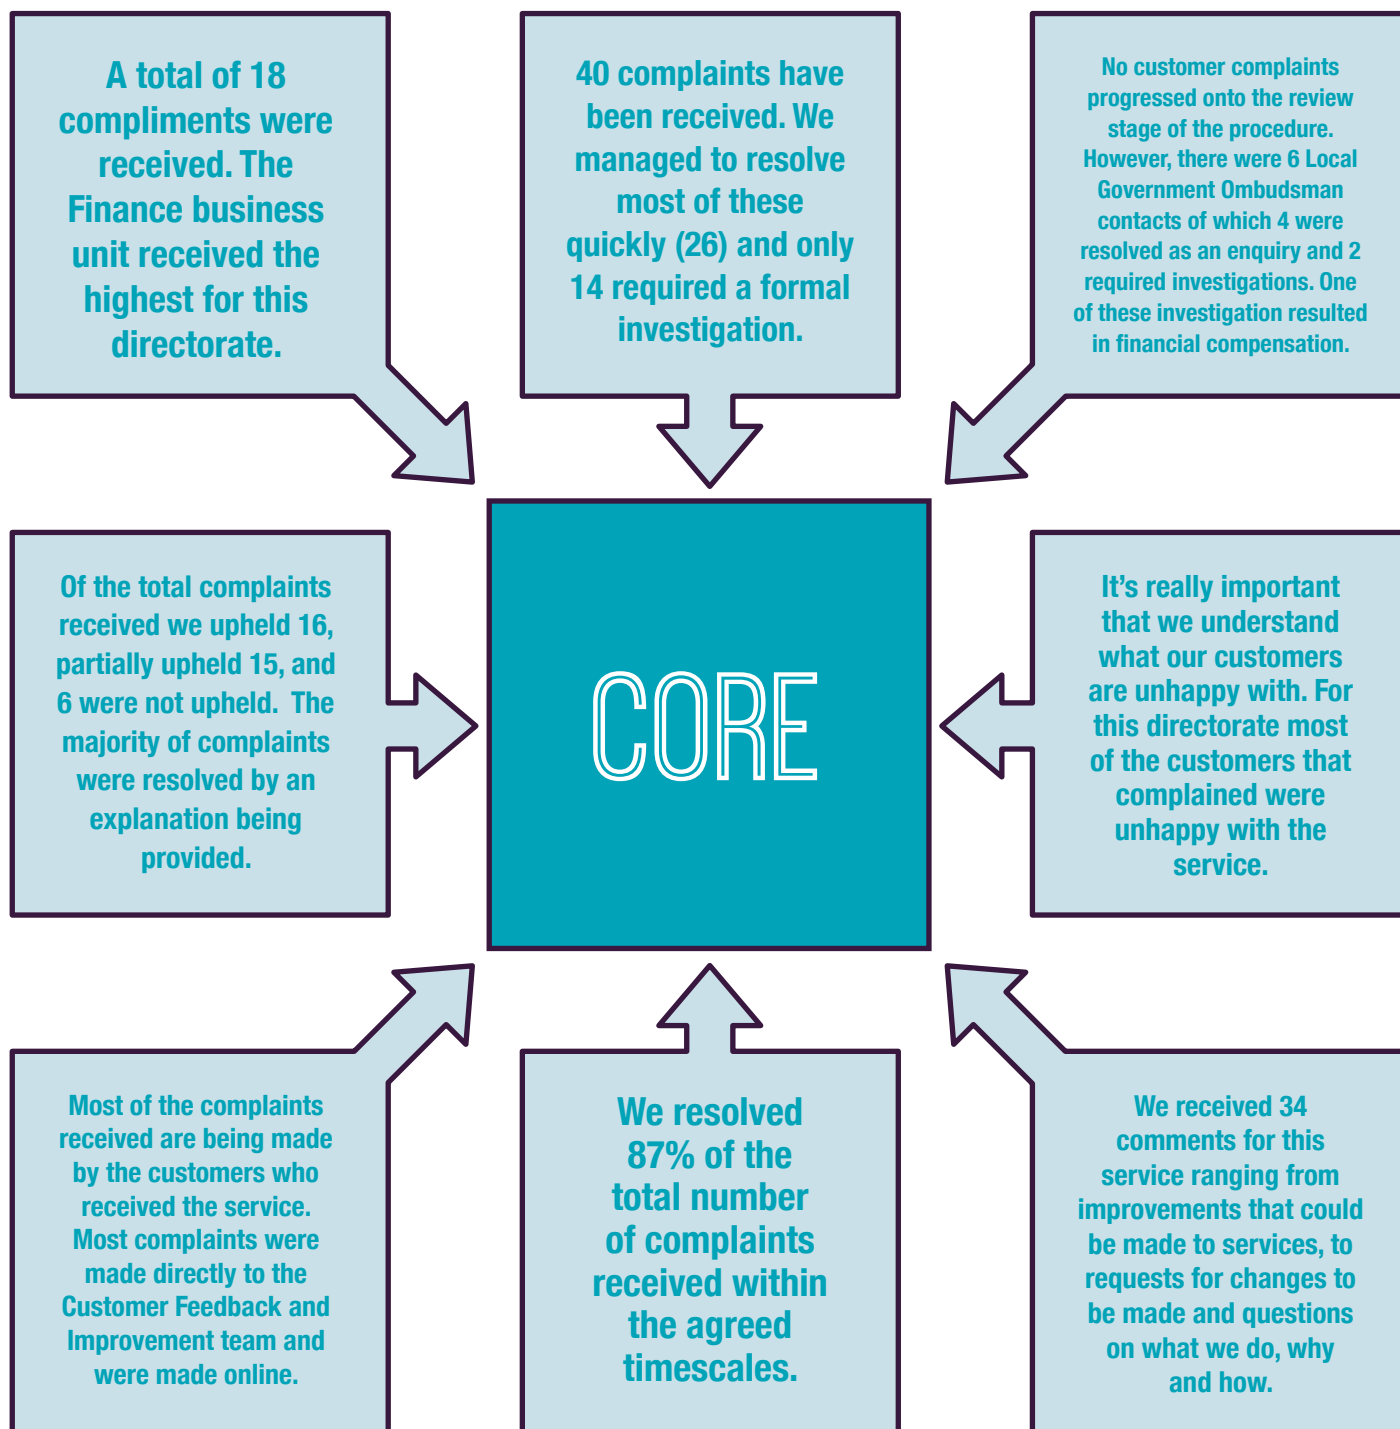 A total of 18
compliments were
received. The
Finance business
unit received the
highest for this
directorate.
40 complaints have
been received. We
managed to resolve
most of these
quickly (26) and only
14 required a formal
investigation.
No customer complaints
progressed onto the review
stage of the procedure.
However, there were 6 Local
Government Ombudsman
contacts of which 4 were
resolved as an enquiry and 2
required investigations. One
of these investigation resulted
in financial compensation.
Of the total complaints
received we upheld 16,
partially upheld 15, and
6 were not upheld.  The
majority of complaints
were resolved by an
explanation being
provided.
CORE
It’s really important
that we understand
what our customers
are unhappy with. For
this directorate most
of the customers that
complained were
unhappy with the
service.
Most of the complaints
received are being made
by the customers who
received the service.
Most complaints were
made directly to the
Customer Feedback and
Improvement team and
were made online.
We resolved
87% of the
total number
of complaints
received within
the agreed
timescales.
We received 34
comments for this
service ranging from
improvements that could
be made to services, to
requests for changes to
be made and questions
on what we do, why
and how.